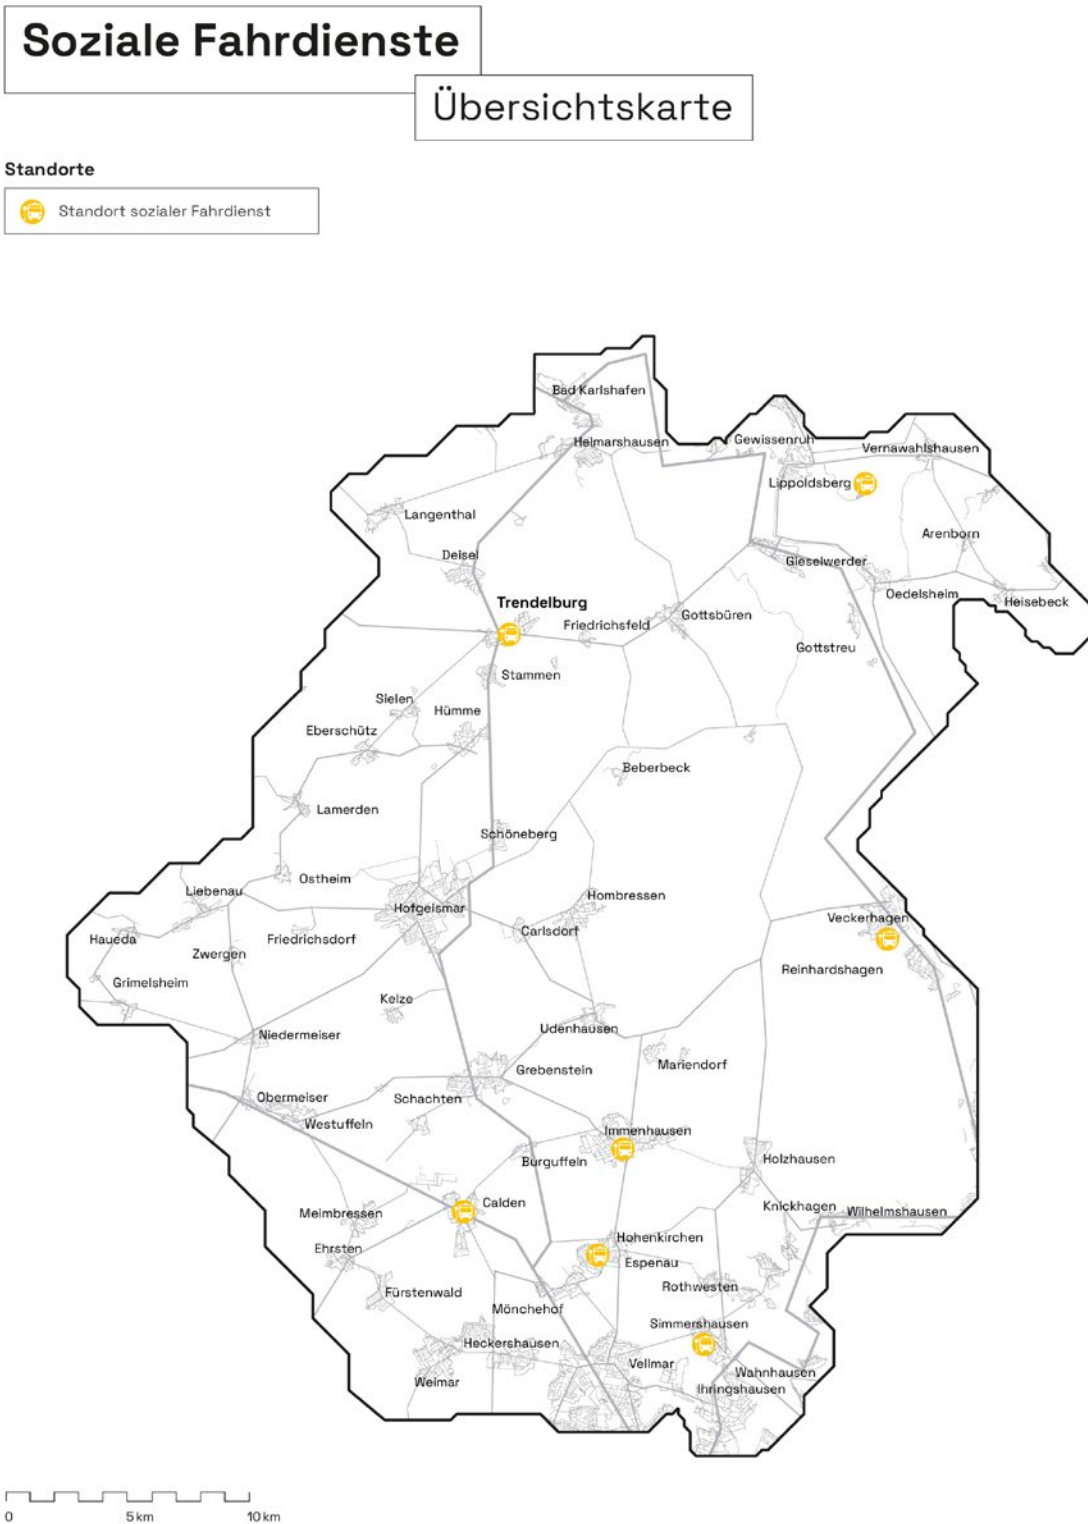 Soziale Fahrdienste
Übersichtskarte
Standorte
Standort sozialer Fahrdienst
Bad Karlshafen
Helmarshausen
Gewissenruh
Vernawahlshausen
Lippoldsberg
Langenthal
Arenborn
Deisel
Gieselwerder
Oedelsheim
Heisebeck
Trendelburg
Gottsbüren
Friedrichsfeld
Gottstreu
Stammen
Sielen
Hümme
Eberschütz
Beberbeck
Lamerden
Schöneberg
Ostheim
Liebenau
Hombressen
Hofgeismar
Veckerhagen
Carlsdorf
Haueda
Friedrichsdorf
Zwergen
Reinhardshagen
Grimelsheim
Kelze
Udenhausen
Niedermeiser
Mariendorf
Grebenstein
Obermeiser
Schachten
Westuffeln
Immenhausen
Burguffeln
Holzhausen
Calden
Knickhagen
Wilhelmshausen
Meimbressen
Hohenkirchen
Ehrsten
Espenau
Rothwesten
Fürstenwald
Mönchehof
Simmershausen
Heckershausen
Vellmar
Wahnhausen
Weimar
Ihringshausen
0 5 km 10 km